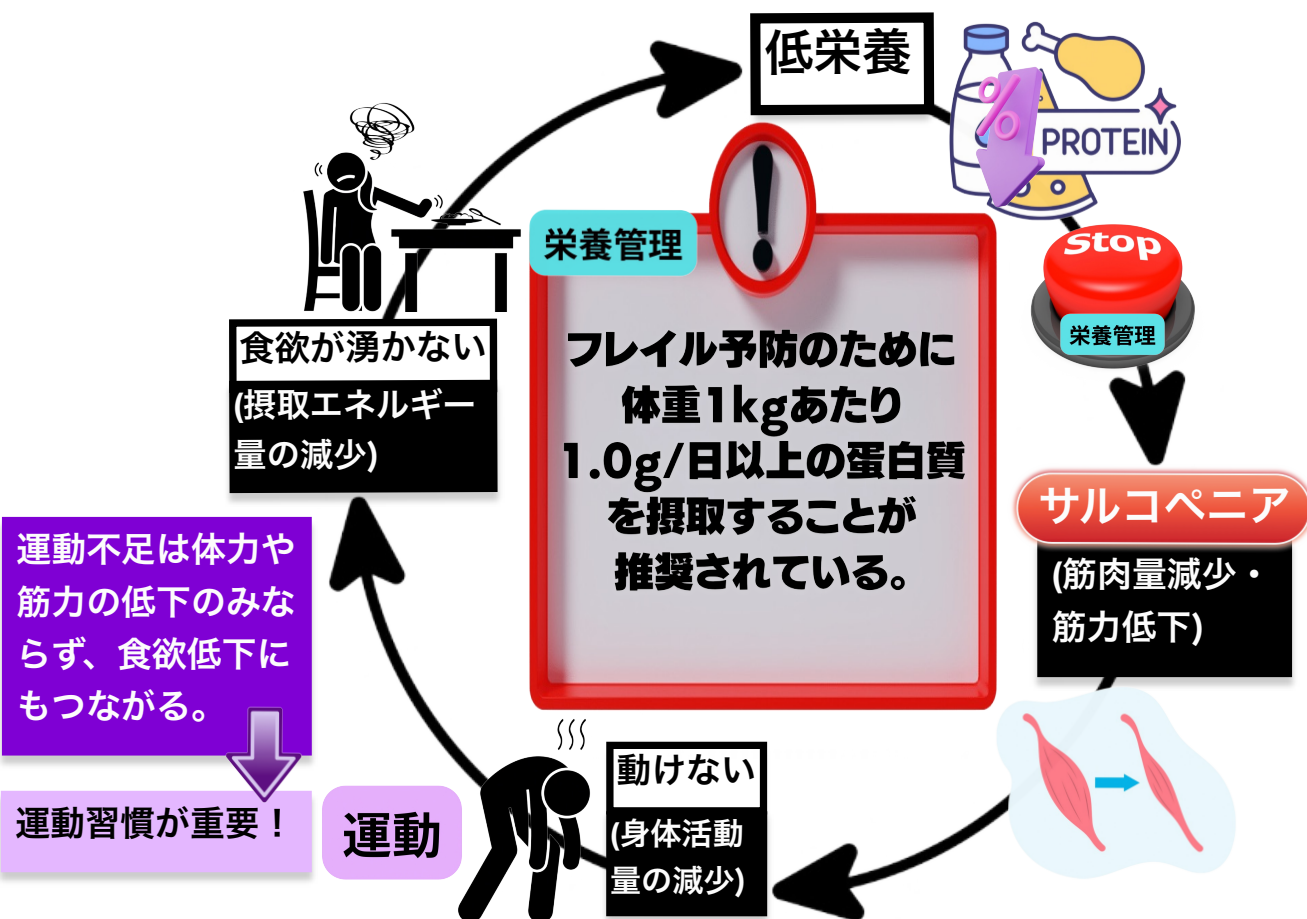 低栄養
%
PROTEIN
Stop
栄養管理
栄養管理
フレイル予防のために
体重1kgあたり
1.0g/日以上の蛋白質
を摂取することが
推奨されている。
食欲が湧かない
(摂取エネルギー
量の減少)
サルコペニア
(筋肉量減少・
筋力低下)
運動不足は体力や
筋力の低下のみな
らず、食欲低下に
もつながる。
運動習慣が重要！
運動
動けない
(身体活動
量の減少)